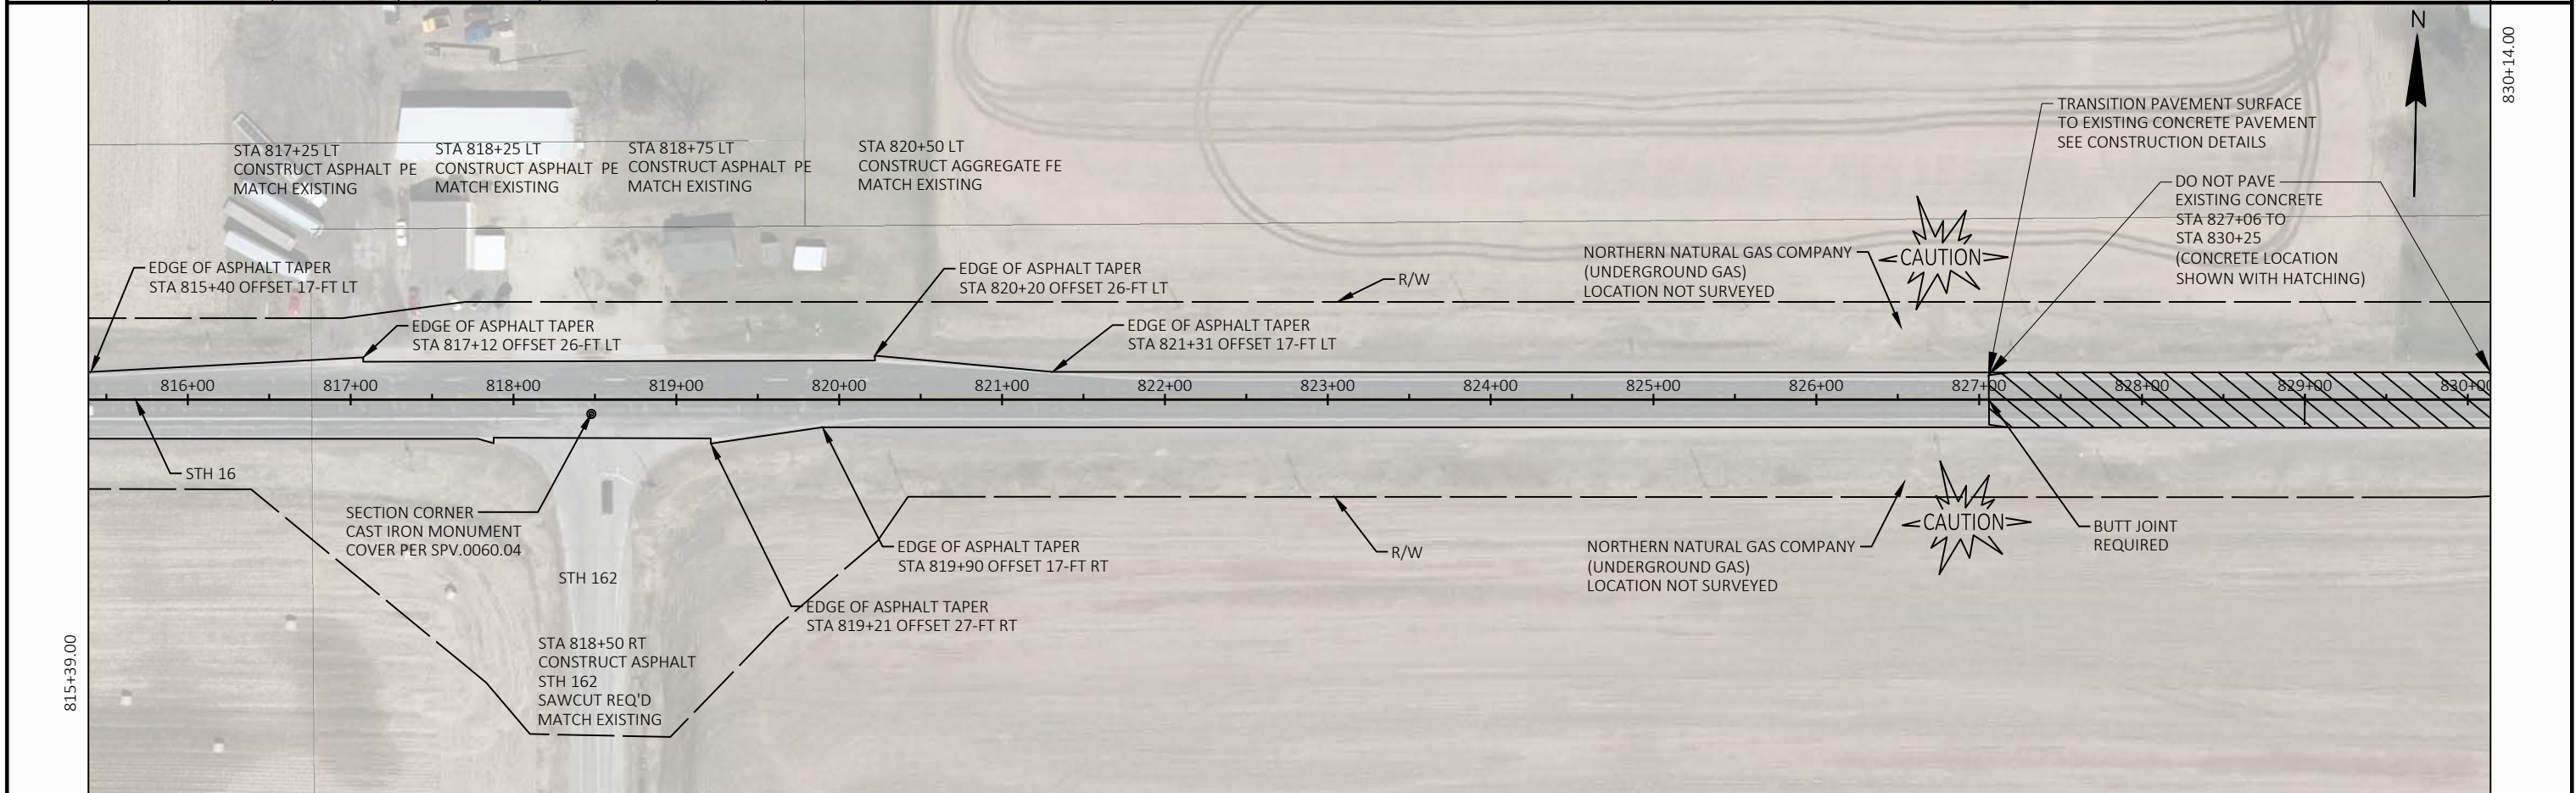 N
830+14.00
TRANSITION PAVEMENT SURFACE
TO EXISTING CONCRETE PAVEMENT
SEE CONSTRUCTION DETAILS
STA 817+25 LT
CONSTRUCT ASPHALT PE
MATCH EXISTING
STA 818+25 LT
CONSTRUCT ASPHALT PE
MATCH EXISTING
STA 818+75 LT
CONSTRUCT ASPHALT PE
MATCH EXISTING
STA 820+50 LT
CONSTRUCT AGGREGATE FE
MATCH EXISTING
DO NOT PAVE
EXISTING CONCRETE
STA 827+06 TO
STA 830+25
(CONCRETE LOCATION
SHOWN WITH HATCHING)
EDGE OF ASPHALT TAPER
STA 815+40 OFFSET 17-FT LT
EDGE OF ASPHALT TAPER
STA 820+20 OFFSET 26-FT LT
R/W
NORTHERN NATURAL GAS COMPANY
(UNDERGROUND GAS)
LOCATION NOT SURVEYED
CAUTION
EDGE OF ASPHALT TAPER
STA 817+12 OFFSET 26-FT LT
EDGE OF ASPHALT TAPER
STA 821+31 OFFSET 17-FT LT
816+00
817+00
818+00
819+00
820+00
821+00
822+00
823+00
824+00
825+00
826+00
827+00
828+00
829+00
830+00
STH 16
SECTION CORNER
CAST IRON MONUMENT
COVER PER SPV.0060.04
STH 162
EDGE OF ASPHALT TAPER
STA 819+90 OFFSET 17-FT RT
EDGE OF ASPHALT TAPER
STA 819+21 OFFSET 27-FT RT
R/W
NORTHERN NATURAL GAS COMPANY
(UNDERGROUND GAS)
LOCATION NOT SURVEYED
CAUTION
BUTT JOINT
REQUIRED
STA 818+50 RT
CONSTRUCT ASPHALT
STH 162
SAWCUT REQ'D
MATCH EXISTING
815+39.00